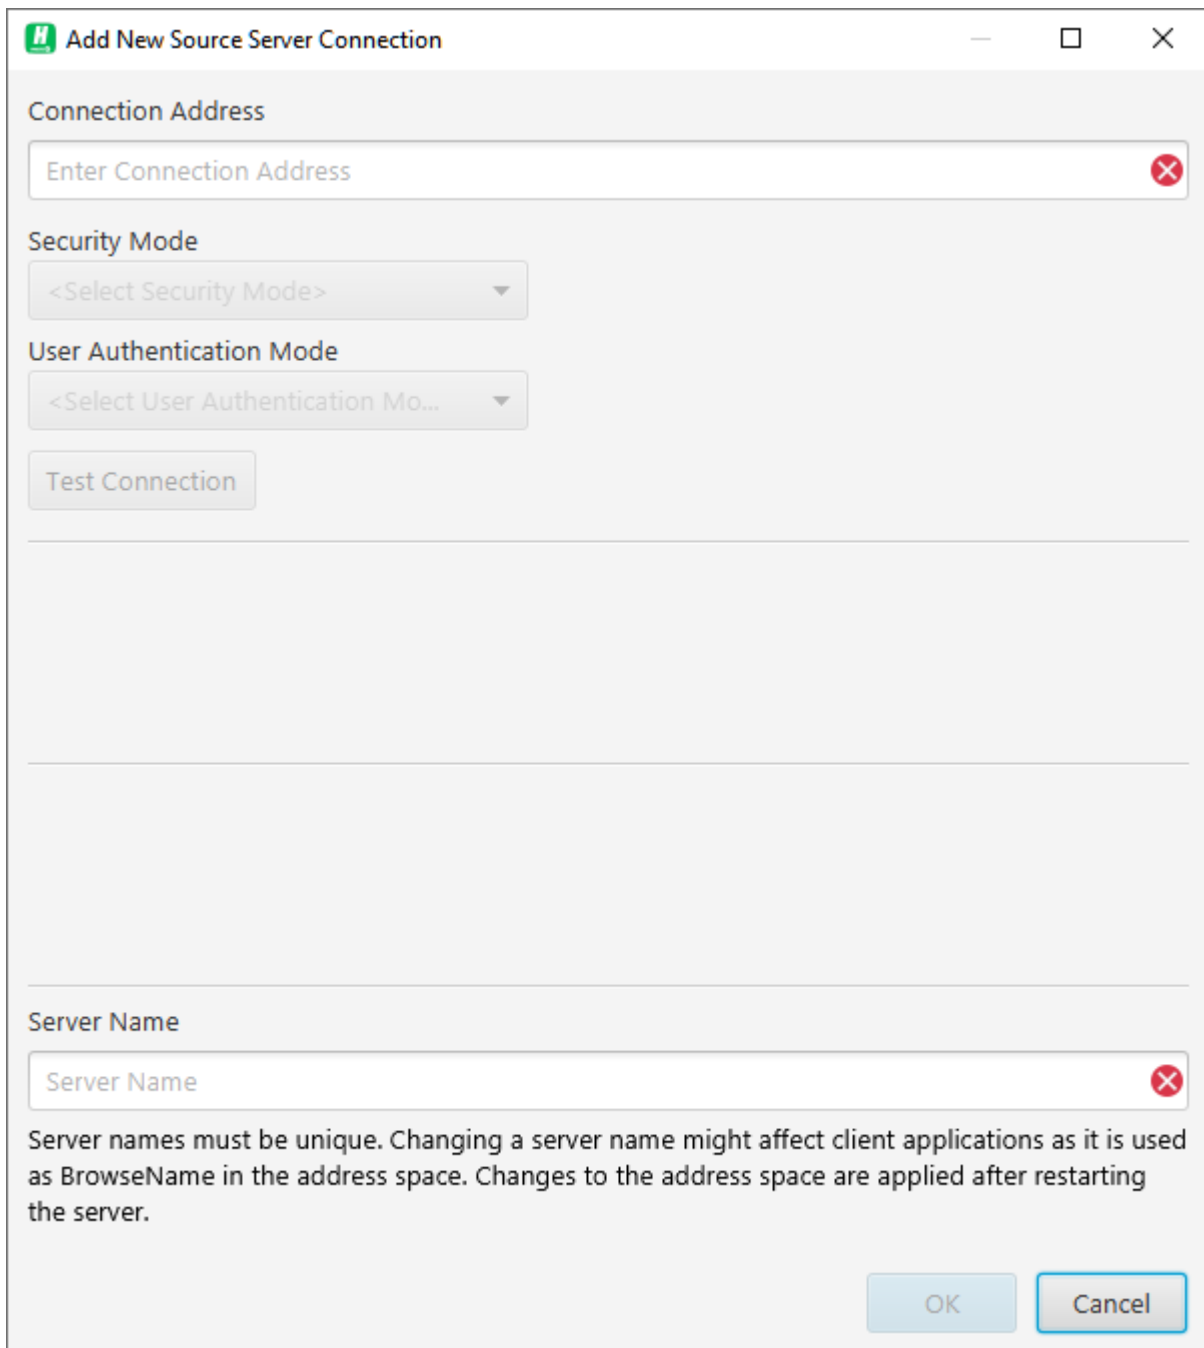 Add New Source Server Connection
Connection Address
Enter Connection Address
Security Mode
<Select Security Mode>
User Authentication Mode
<Select User Authentication Mo...
Test Connection
Server Name
Server Name
Server names must be unique. Changing a server name might affect client applications as it is used
as BrowseName in the address space. Changes to the address space are applied after restarting
the server.
OK
Cancel